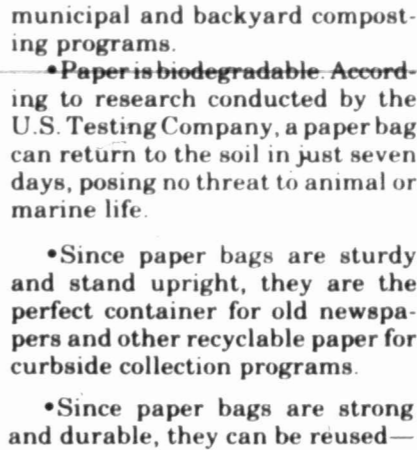 municipal and backyard compost-
ing programs.
•Paper is biodegradable. Accord-
ing to research conducted by the
U.S. Testing Company, a paper bag
can return to the soil in just seven
days, posing no threat to animal or
marine life.
•Since paper bags are sturdy
and stand upright, they are the
perfect container for old newspa-
pers and other recyclable paper for
curbside collection programs.
•Since paper bags are strong
and durable, they can be reused—